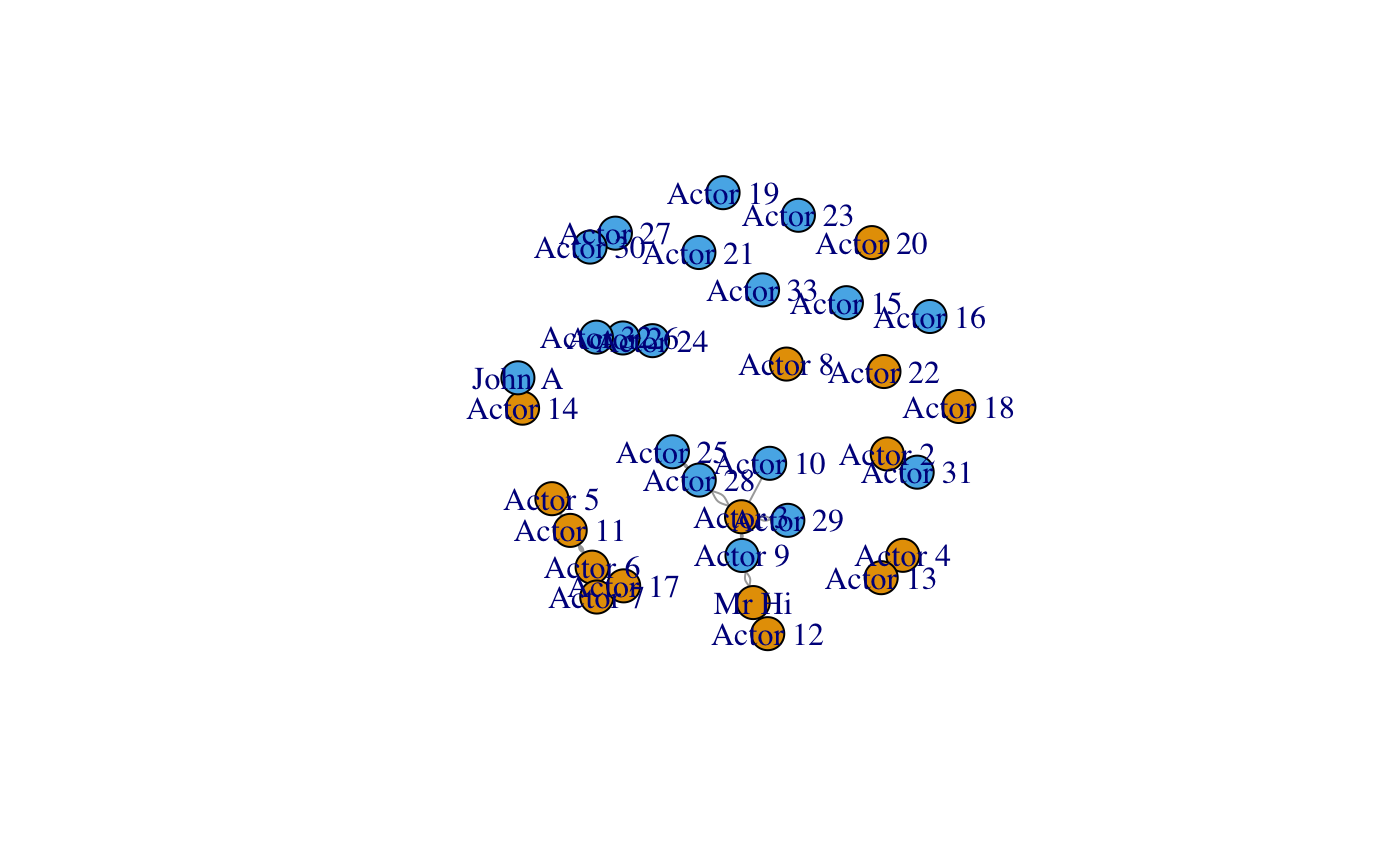 Actor 19
Actor 23
Actor 27
Actor 20
Actor 30
Actor 21
Actor 33
Actor 15
Actor 16
Actor 32
Actor 26
Actor 24
Actor 8
Actor 22
John A
Actor 14
Actor 18
Actor 25
Actor 2
Actor 10
Actor 31
Actor 28
Actor 5
Actor 3
Actor 29
Actor 11
Actor 9
Actor 4
Actor 6
Actor 13
Actor 17
Actor 7
Mr Hi
Actor 12